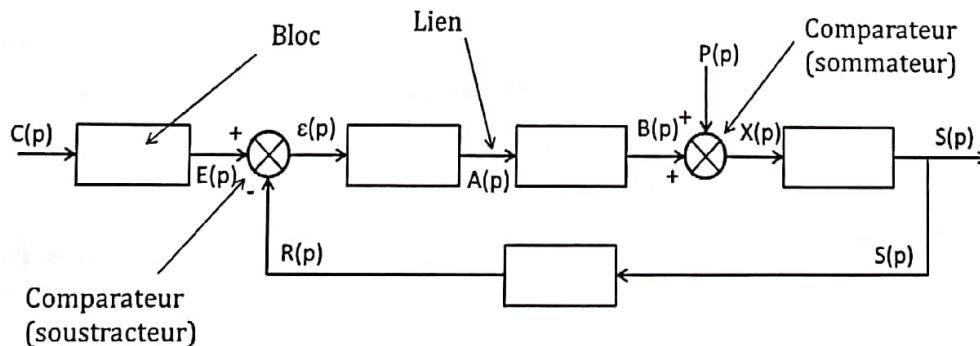 Bloc
Lien
Comparateur
(sommateur)
P(p)
C(p)
+
ε(p)
B(p)
+
X(p)
S(p)
E(p)
-
A(p)
+
R(p)
S(p)
Comparateur
(soustracteur)